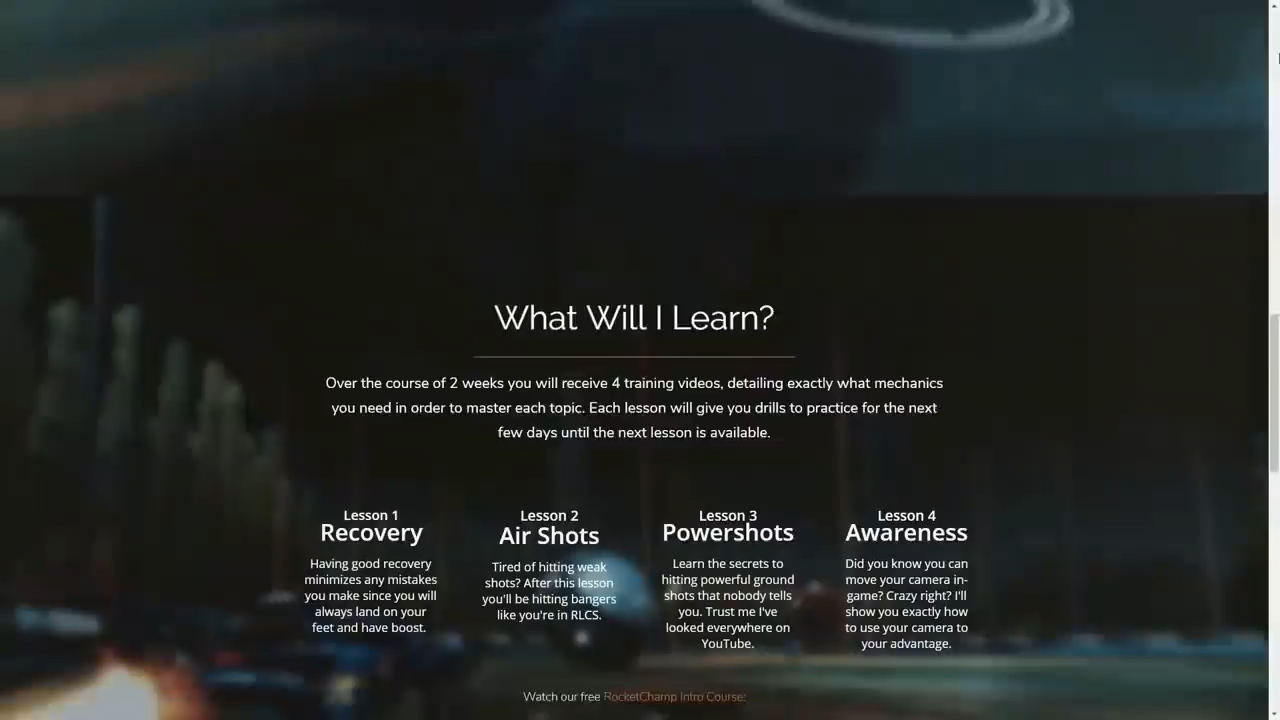 What Will I Learn?
Over the course of 2 weeks you will receive 4 training videos, detailing exactly what mechanics
you need in order to master each topic. Each lesson will give you drills to practice for the next
few days until the next lesson is available.
Lesson 1
Recovery
Having good recovery
minimizes any mistakes
you make since you will
always land on your
feet and have boost.
Lesson 2
Air Shots
Tired of hitting weak
shots? After this lesson
you'll be hitting bangers
like you're in RLCS.
Lesson 3
Powershots
Learn the secrets to
hitting powerful ground
shots that nobody tells
you. Trust me I've
looked everywhere on
YouTube.
Lesson 4
Awareness
Did you know you can
move your camera in-
game? Crazy right? I'll
show you exactly how
to use your camera to
your advantage.
Watch our free RocketChamp Intro Course: